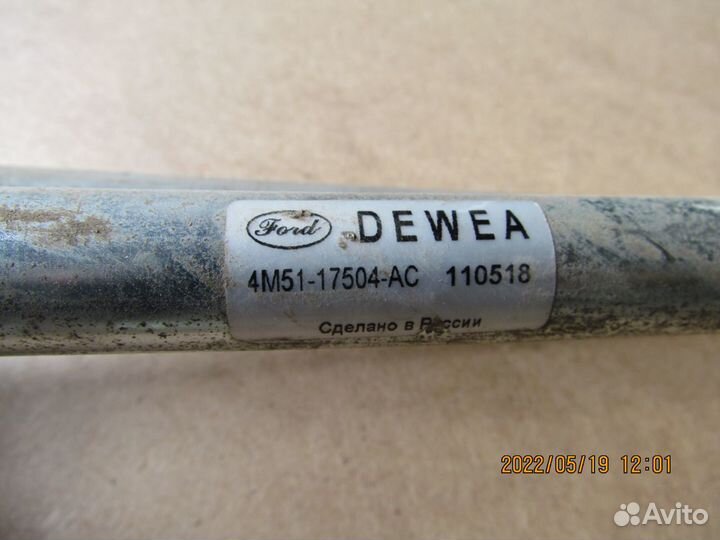 Ford DEWEA
4M51-17504-AC 110518
Сделано в России
2022/05/19 12:01
Avito